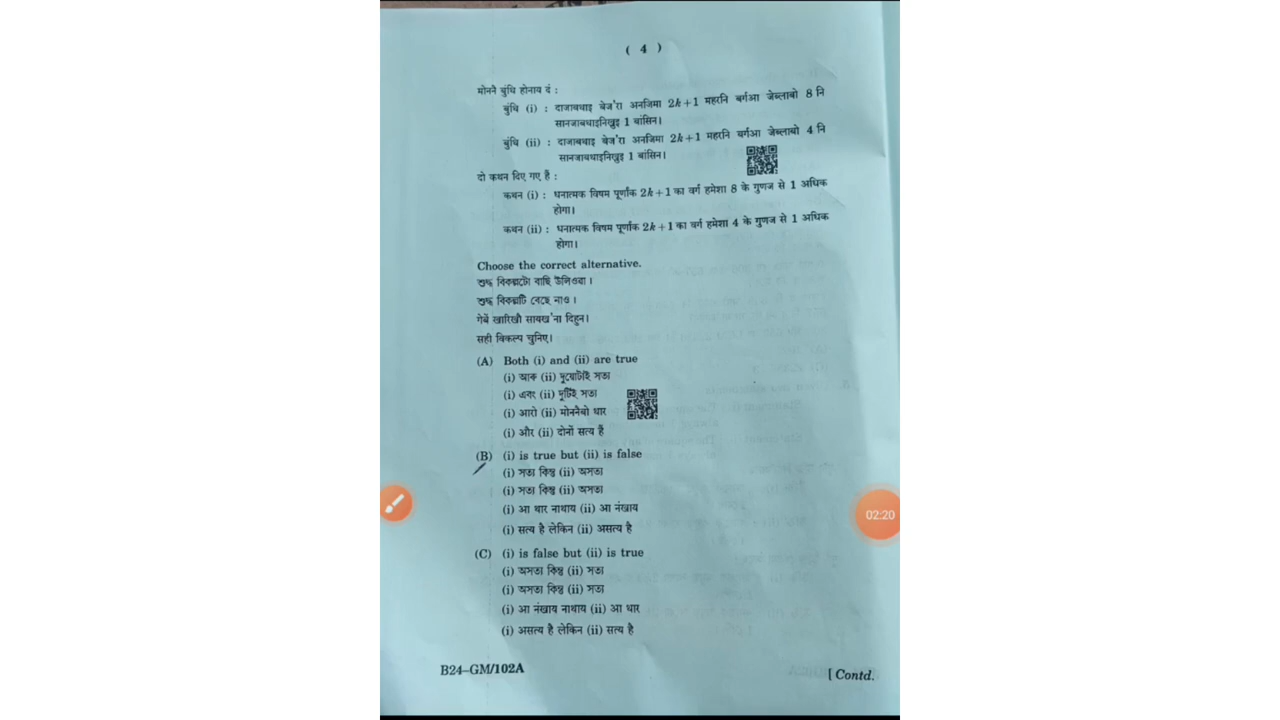 ( 4 )
मोननै बुंथि होनाय दं :
बुंथि (i) : दाजाबथाइ बेज'रा अनजिमा 2k+1 महरनि बर्गआ जेब्लाबो 8 नि
सानजाबथाइनिख्रुइ 1 बांसिन।
बुंथि (ii) : दाजाबथाइ बेज'रा अनजिमा 2k+1 महरनि बर्गआ जेब्लाबो 4 नि
सानजाबथाइनिख्रुइ 1 बांसिन।
दो कथन दिए गए हैं :
कथन (i) : धनात्मक विषम पूर्णांक 2k+1 का वर्ग हमेशा 8 के गुणज से 1 अधिक
होगा।
कथन (ii) : धनात्मक विषम पूर्णांक 2k+1 का वर्ग हमेशा 4 के गुणज से 1 अधिक
होगा।
Choose the correct alternative.
শুদ্ধ বিকল্পটো বাছি উলিওৱা ।
শুদ্ধ বিকল্পটি বেছে নাও ।
गेबें खारिखौ सायख'ना दिहुन।
सही विकल्प चुनिए।
(A) Both (i) and (ii) are true
(i) আৰু (ii) দুয়োটাই সত্য
(i) এবং (ii) দুটিই সত্য
(i) आरो (ii) मोननैबो थार
(i) और (ii) दोनों सत्य हैं
(B) (i) is true but (ii) is false
(i) সত্য কিন্তু (ii) অসত্য
(i) সত্য কিন্তু (ii) অসত্য
(i) आ थार नाथाय (ii) आ नंखाय
(i) सत्य है लेकिन (ii) असत्य है
(C) (i) is false but (ii) is true
(i) অসত্য কিন্তু (ii) সত্য
(i) অসত্য কিন্তু (ii) সত্য
(i) आ नंखाय नाथाय (ii) आ थार
(i) असत्य है लेकिन (ii) सत्य है
02:20
B24–GM/102A
[ Contd.